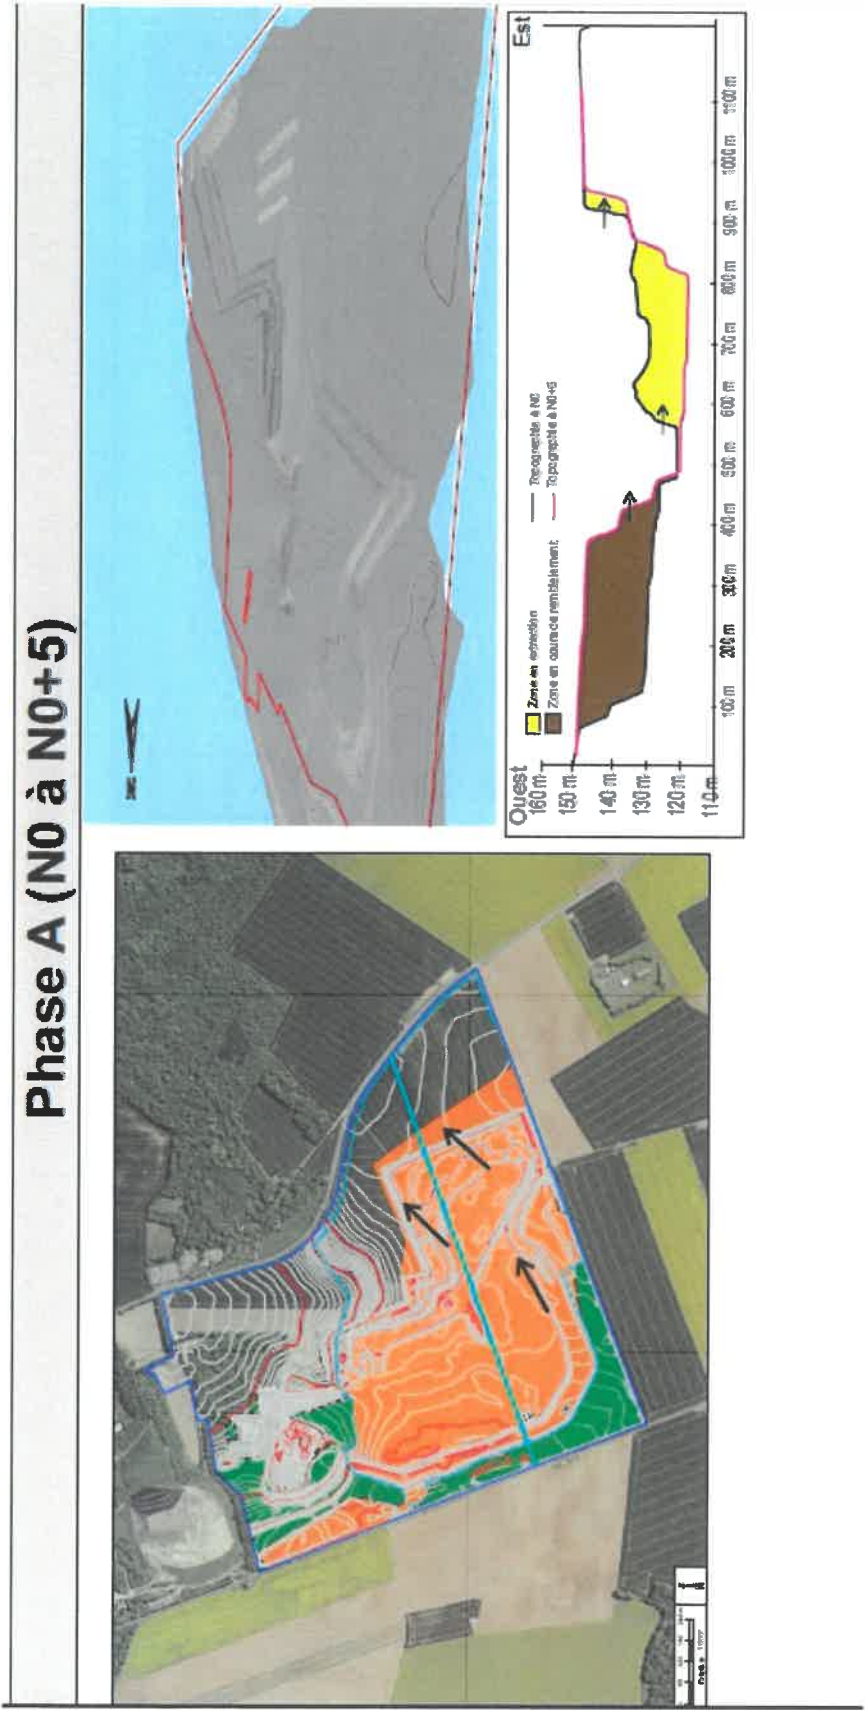 Phase A (N0 à N0+5)
Ouest
Est
160 m
150 m
140 m
130 m
120 m
110 m
Zone en extraction
Zone en cours de remblaiement
Topographie à N0
Topographie à N0+5
100 m
200 m
300 m
400 m
500 m
600 m
700 m
800 m
900 m
1000 m
1100 m